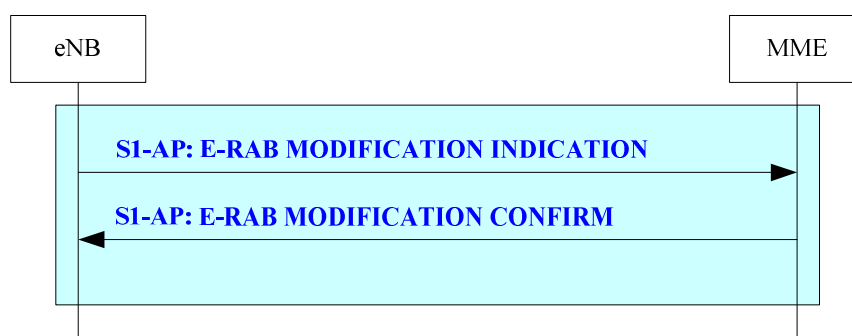 eNB
MME
S1-AP: E-RAB MODIFICATION INDICATION
S1-AP: E-RAB MODIFICATION CONFIRM